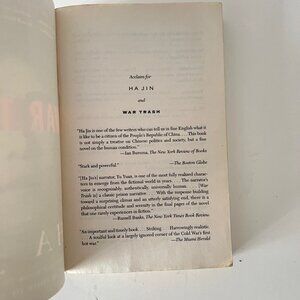 Acclaim for
HA JIN
and
WAR TRASH
"Ha Jin is one of the few writers who can tell us in fine English what it
is like to be a citizen of the People's Republic of China. . . . This book
is not simply a treatise on Chinese politics and society, but a fine
novel on the human condition."
—Ian Buruma, The New York Review of Books
"Stark and powerful."
—The Boston Globe
"[Ha Jin's] narrator, Yu Yuan, is one of the most fully realized charac-
ters to emerge from the fictional world in years. . . . The narrator's
voice is recognizably, authentically, universally human. . . . [War
Trash is] a classic prison narrative. . . . With the suspense building
toward a surprising climax and an utterly satisfying end, there is a
philosophical certitude and serenity in the final pages of the novel
that one rarely experiences in fiction."
—Russell Banks, The New York Times Book Review
"An important and timely book. . . . Striking. . . . Harrowingly realistic.
A soulful look at a largely ignored corner of the Cold War's first
hot war."
—The Miami Herald